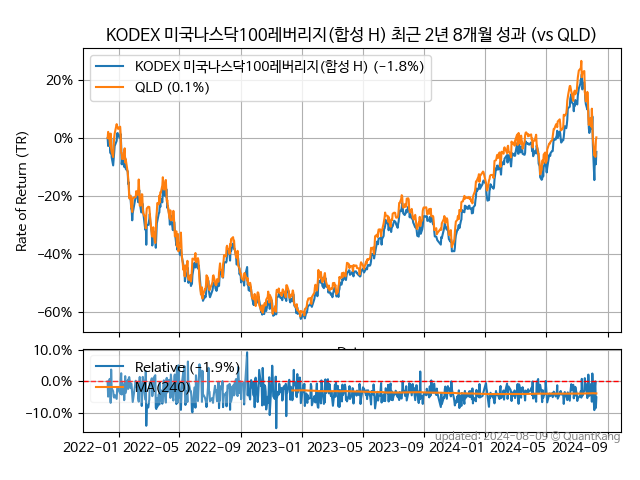 KODEX 미국나스닥100레버리지(합성 H) 최근 2년 8개월 성과 (vs QLD)
KODEX 미국나스닥100레버리지(합성 H) (−1.8%)
QLD (0.1%)
20%
0%
−20%
−40%
−60%
Rate of Return (TR)
10.0%
0.0%
−10.0%
Relative (−1.9%)
MA(240)
2022−01 2022−05 2022−09 2023−01 2023−05 2023−09 2024−01 2024−05 2024−09
updated: 2024−08−09 © QuantKang